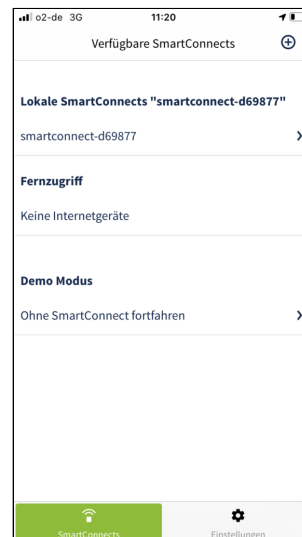 o2-de 3G 11:20
Verfügbare SmartConnects
Lokale SmartConnects "smartconnect-d69877"
smartconnect-d69877
Fernzugriff
Keine Internetgeräte
Demo Modus
Ohne SmartConnect fortfahren
SmartConnects Einstellungen